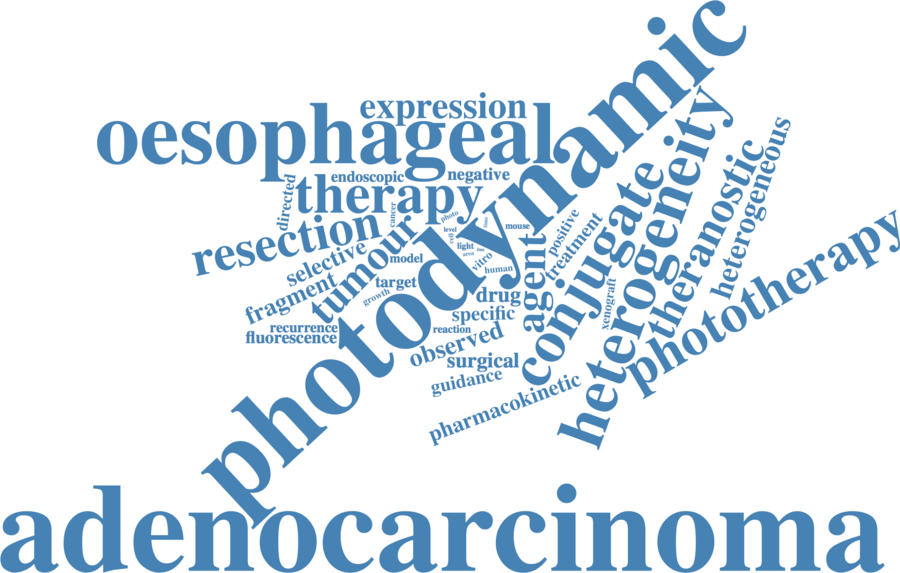 photodynamic
expression
oesophageal
endoscopic
negative
directed
therapy
cancer
photo
resection
level
cell
mouse
positive
light
area
vitro
human
selective
tumour
model
fragment
target
growth
drug
agent
treatment
specific
recurrence
fluorescence
reaction
observed
surgical
guidance
pharmacokinetic
conjugate
xenograft
heterogeneity
theranostic
heterogeneous
phototherapy
adenocarcinoma